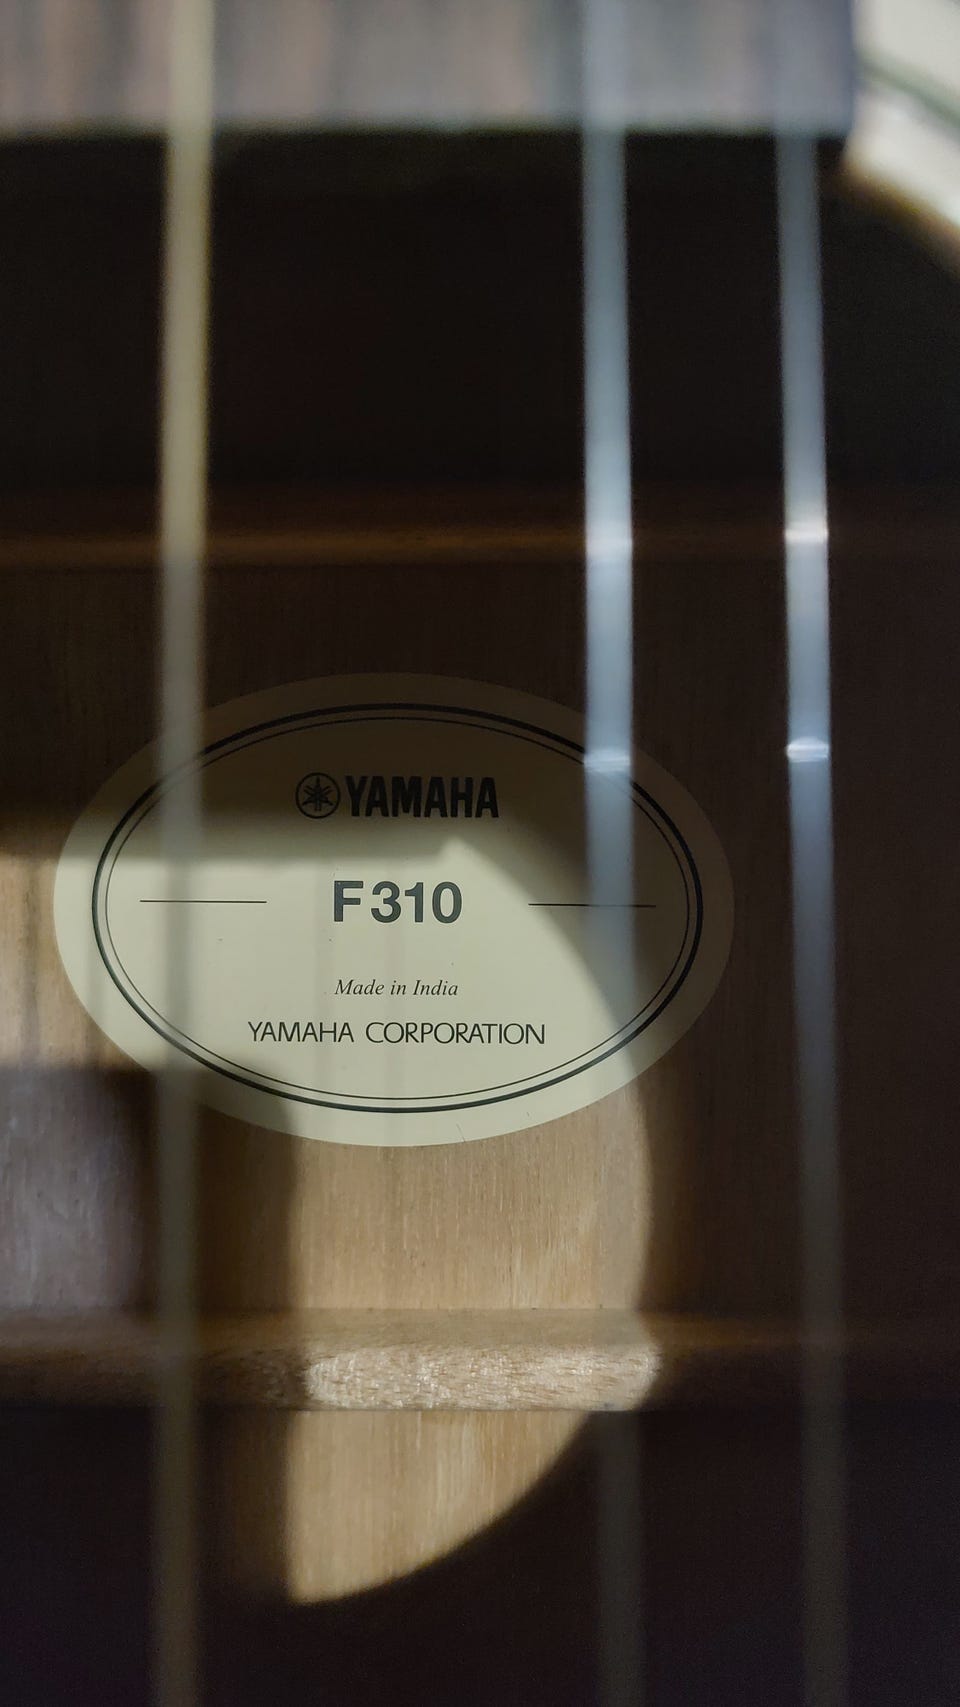 YAMAHA
F310
Made in India
YAMAHA CORPORATION